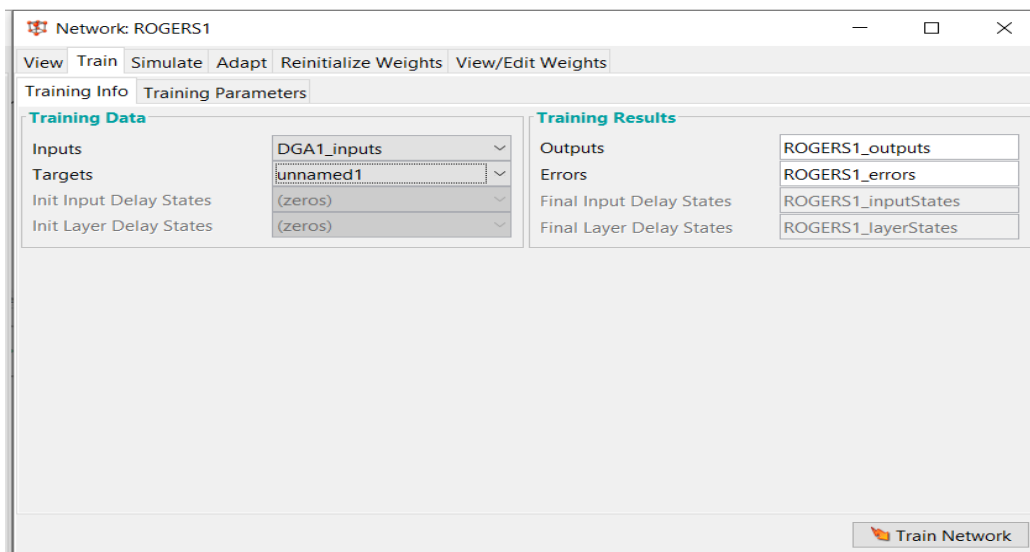 Network: ROGERS1
View Train Simulate Adapt Reinitialize Weights View/Edit Weights
Training Info Training Parameters
Training Data
Inputs DGA1_inputs
Targets unnamed1
Init Input Delay States (zeros)
Init Layer Delay States (zeros)
Training Results
Outputs ROGERS1_outputs
Errors ROGERS1_errors
Final Input Delay States ROGERS1_inputStates
Final Layer Delay States ROGERS1_layerStates
Train Network